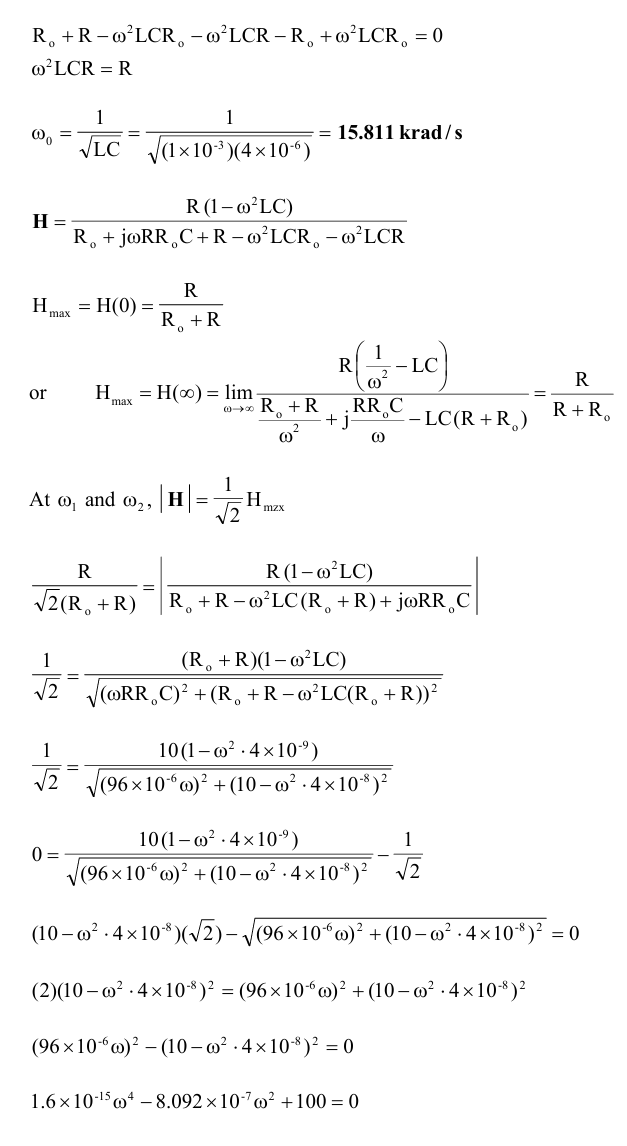 R_o + R − ω²LCR_o − ω²LCR − R_o + ω²LCR_o = 0
ω²LCR = R
ω_0 = 1/√(LC) = 1/√((1×10^-3)(4×10^-6)) = 15.811 krad/s
H = R(1−ω²LC) / (R_o + jωRR_oC + R − ω²LCR_o − ω²LCR)
H_max = H(0) = R/(R_o + R)
or H_max = H(∞) = lim_{ω→∞} R(1/ω² − LC) / ((R_o + R)/ω² + j RR_oC/ω − LC(R + R_o)) = R/(R + R_o)
At ω_1 and ω_2, |H| = 1/√2 H_mzx
R/(√2(R_o + R)) = |R(1−ω²LC) / (R_o + R − ω²LC(R_o + R) + jωRR_oC)|
1/√2 = (R_o + R)(1−ω²LC) / √((ωRR_oC)² + (R_o + R − ω²LC(R_o + R))²)
1/√2 = 10(1−ω² · 4×10^-9) / √((96×10^-6 ω)² + (10−ω² · 4×10^-8)²)
0 = 10(1−ω² · 4×10^-9) / √((96×10^-6 ω)² + (10−ω² · 4×10^-8)²) − 1/√2
(10−ω² · 4×10^-8)(√2) − √((96×10^-6 ω)² + (10−ω² · 4×10^-8)²) = 0
(2)(10−ω² · 4×10^-8)² = (96×10^-6 ω)² + (10−ω² · 4×10^-8)²
(96×10^-6 ω)² − (10−ω² · 4×10^-8)² = 0
1.6×10^-15 ω⁴ − 8.092×10^-7 ω² + 100 = 0